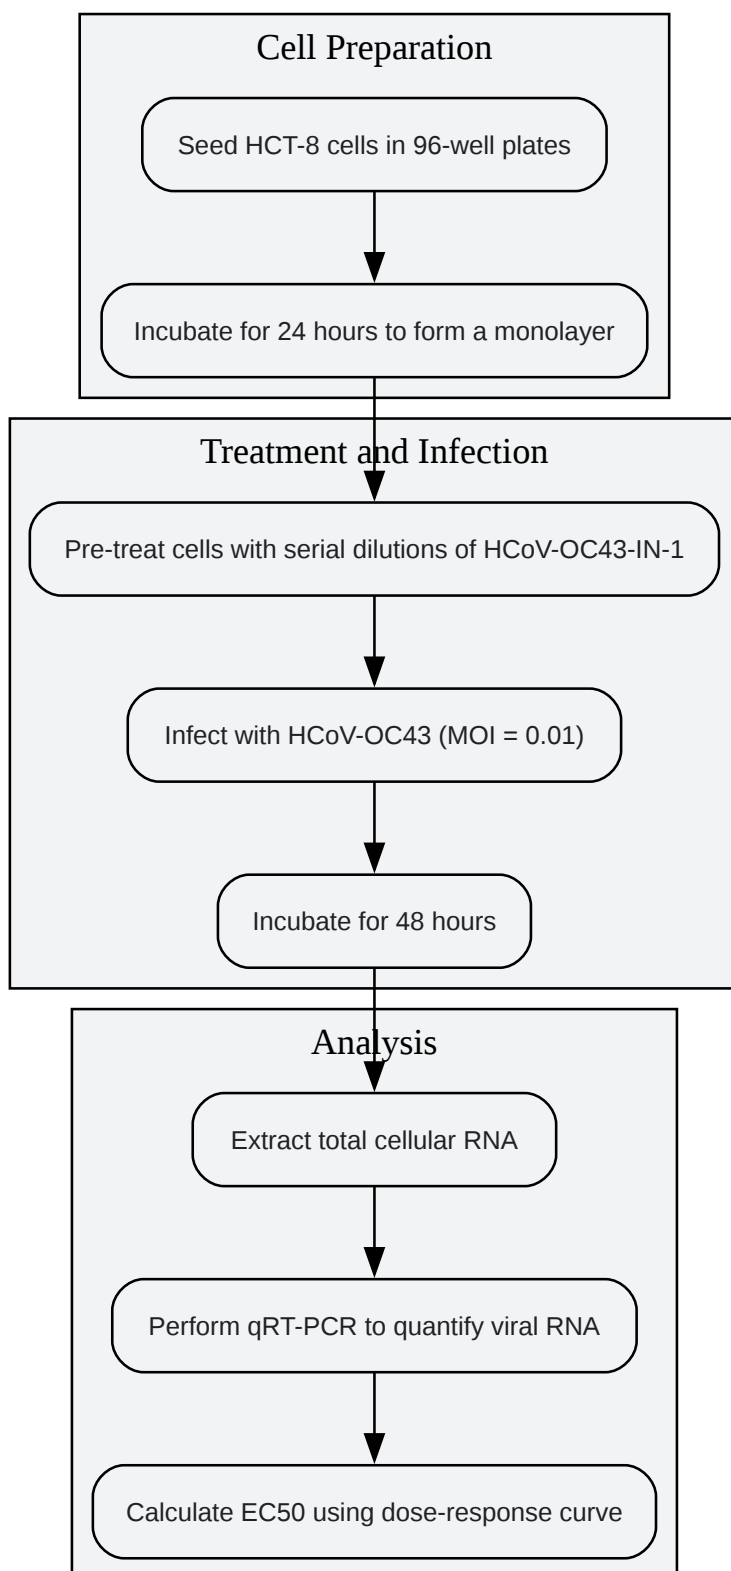 Cell Preparation
Seed HCT-8 cells in 96-well plates
Incubate for 24 hours to form a monolayer
Treatment and Infection
Pre-treat cells with serial dilutions of HCoV-OC43-IN-1
Infect with HCoV-OC43 (MOI = 0.01)
Incubate for 48 hours
Analysis
Extract total cellular RNA
Perform qRT-PCR to quantify viral RNA
Calculate EC50 using dose-response curve